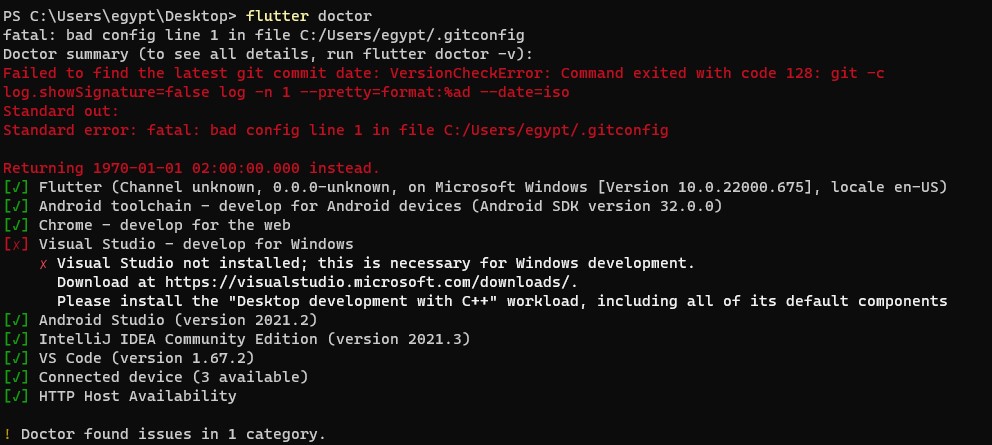 PS C:\Users\egypt\Desktop> flutter doctor
fatal: bad config line 1 in file C:/Users/egypt/.gitconfig
Doctor summary (to see all details, run flutter doctor -v):
Failed to find the latest git commit date: VersionCheckError: Command exited with code 128: git -c
log.showSignature=false log -n 1 --pretty=format:%ad --date=iso
Standard out:
Standard error: fatal: bad config line 1 in file C:/Users/egypt/.gitconfig
Returning 1970-01-01 02:00:00.000 instead.
[√] Flutter (Channel unknown, 0.0.0-unknown, on Microsoft Windows [Version 10.0.22000.675], locale en-US)
[√] Android toolchain - develop for Android devices (Android SDK version 32.0.0)
[√] Chrome - develop for the web
[✗] Visual Studio - develop for Windows
✗ Visual Studio not installed; this is necessary for Windows development.
Download at https://visualstudio.microsoft.com/downloads/.
Please install the "Desktop development with C++" workload, including all of its default components
[√] Android Studio (version 2021.2)
[√] IntelliJ IDEA Community Edition (version 2021.3)
[√] VS Code (version 1.67.2)
[√] Connected device (3 available)
[√] HTTP Host Availability
! Doctor found issues in 1 category.